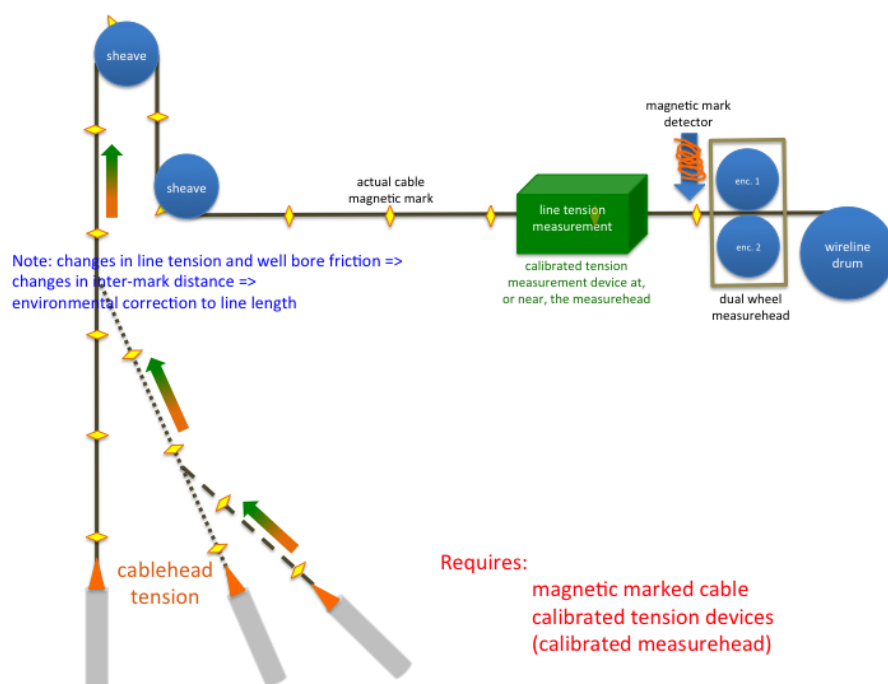 sheave
magnetic mark
detector
sheave
enc. 1
actual cable
magnetic mark
line tension
measurement
enc. 2
wireline
drum
Note: changes in line tension and well bore friction =>
changes in inter-mark distance =>
environmental correction to line length
calibrated tension
measurement device at,
or near, the measurehead
dual wheel
measurehead
cablehead
tension
Requires:
magnetic marked cable
calibrated tension devices
(calibrated measurehead)